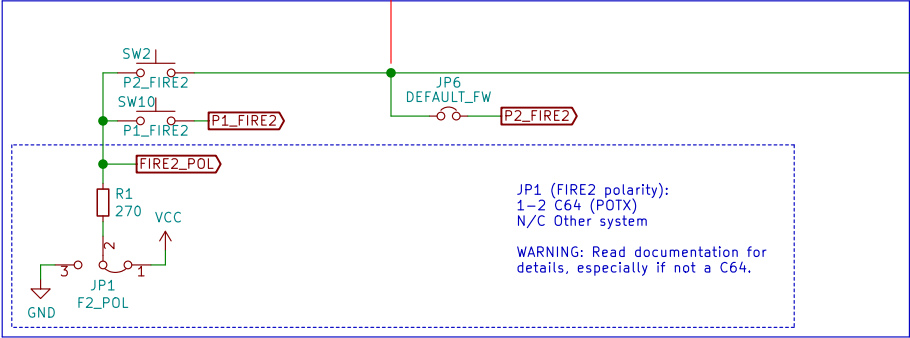 SW2
P2_FIRE2
SW10
P1_FIRE2
P1_FIRE2
JP6
DEFAULT_FW
P2_FIRE2
FIRE2_POL
R1
270
VCC
2
3
1
JP1
F2_POL
GND
JP1 (FIRE2 polarity):
1-2 C64 (POTX)
N/C Other system
WARNING: Read documentation for
details, especially if not a C64.